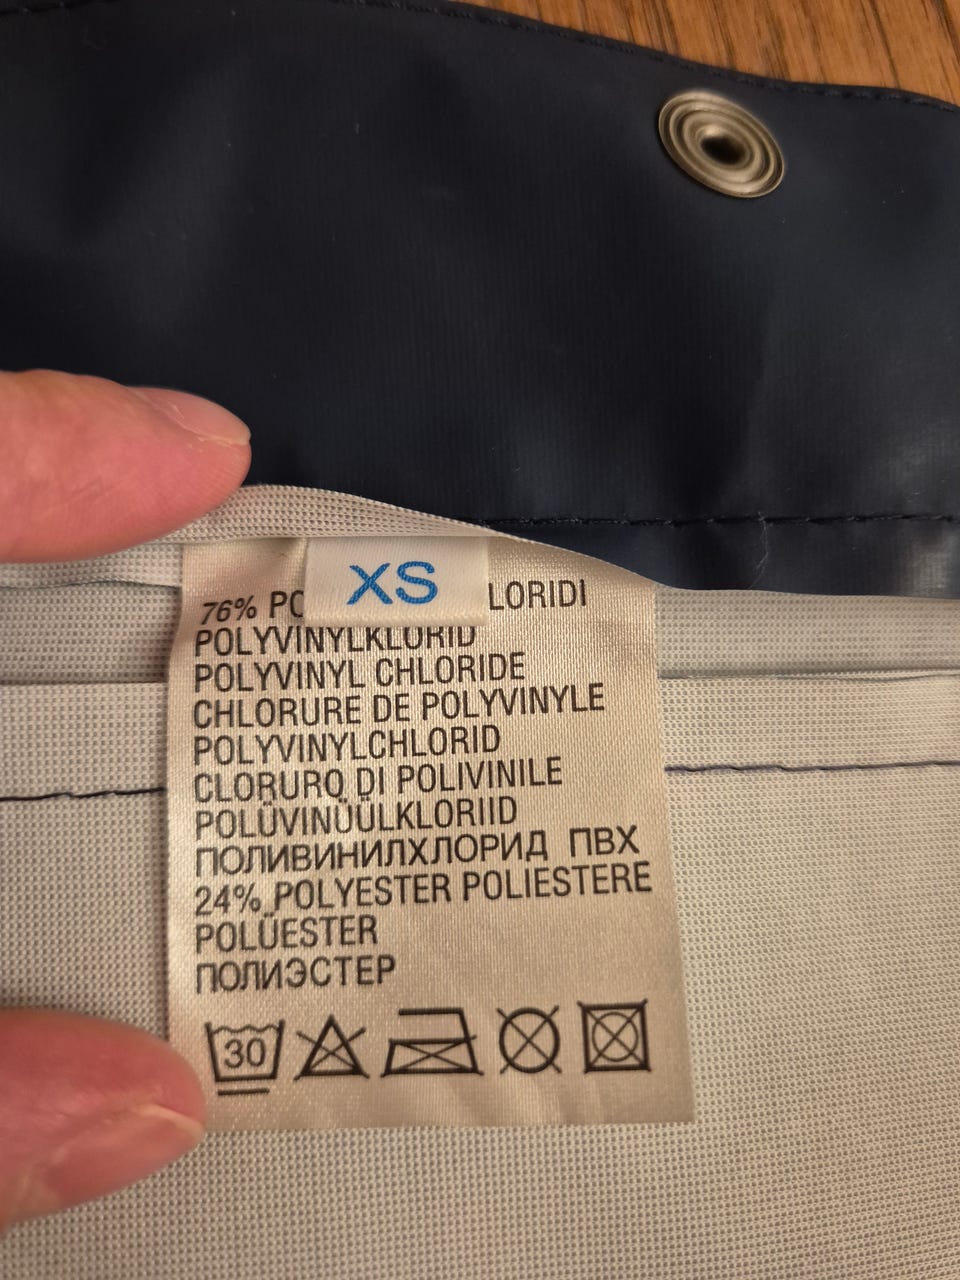 XS
76% LORIDI
POLYVINYLKLORID
POLYVINYL CHLORIDE
CHLORURE DE POLYVINYLE
POLYVINYLCHLORID
CLORURO DI POLIVINILE
POLÜVINÜÜLKLORIID
ПОЛИВИНИЛХЛОРИД ПВХ
24% POLYESTER POLIESTERE
POLÜESTER
ПОЛИЭСТЕР
30